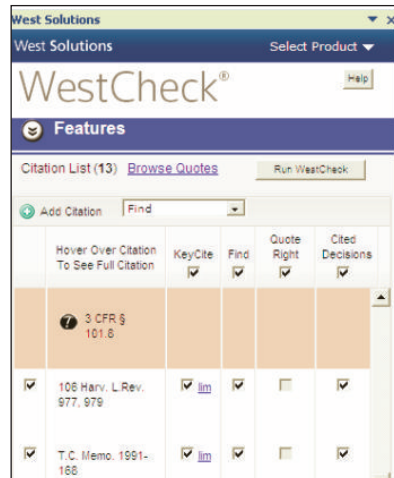 West Solutions
West Solutions Select Product
WestCheck®
Help
Features
Citation List (13) Browse Quotes Run WestCheck
Add Citation Find
Hover Over Citation To See Full Citation KeyCite Find Quote Right Cited Decisions
? 3 CFR § 101.8
108 Harv. L.Rev. 977, 979 lim
T.C. Memo. 1991-168 lim